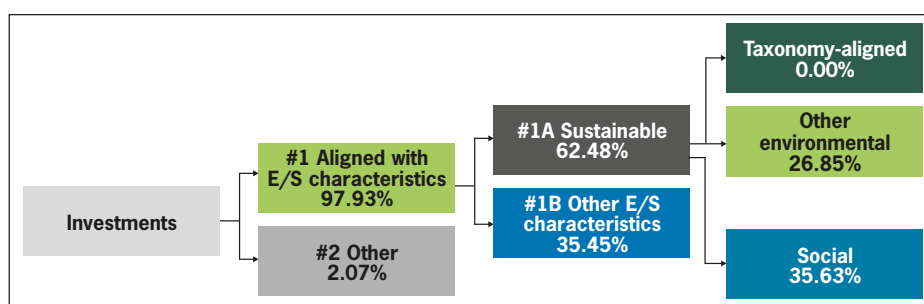 Investments
#1 Aligned with
E/S characteristics
97.93%
#2 Other
2.07%
#1A Sustainable
62.48%
#1B Other E/S
characteristics
35.45%
Taxonomy-aligned
0.00%
Other
environmental
26.85%
Social
35.63%